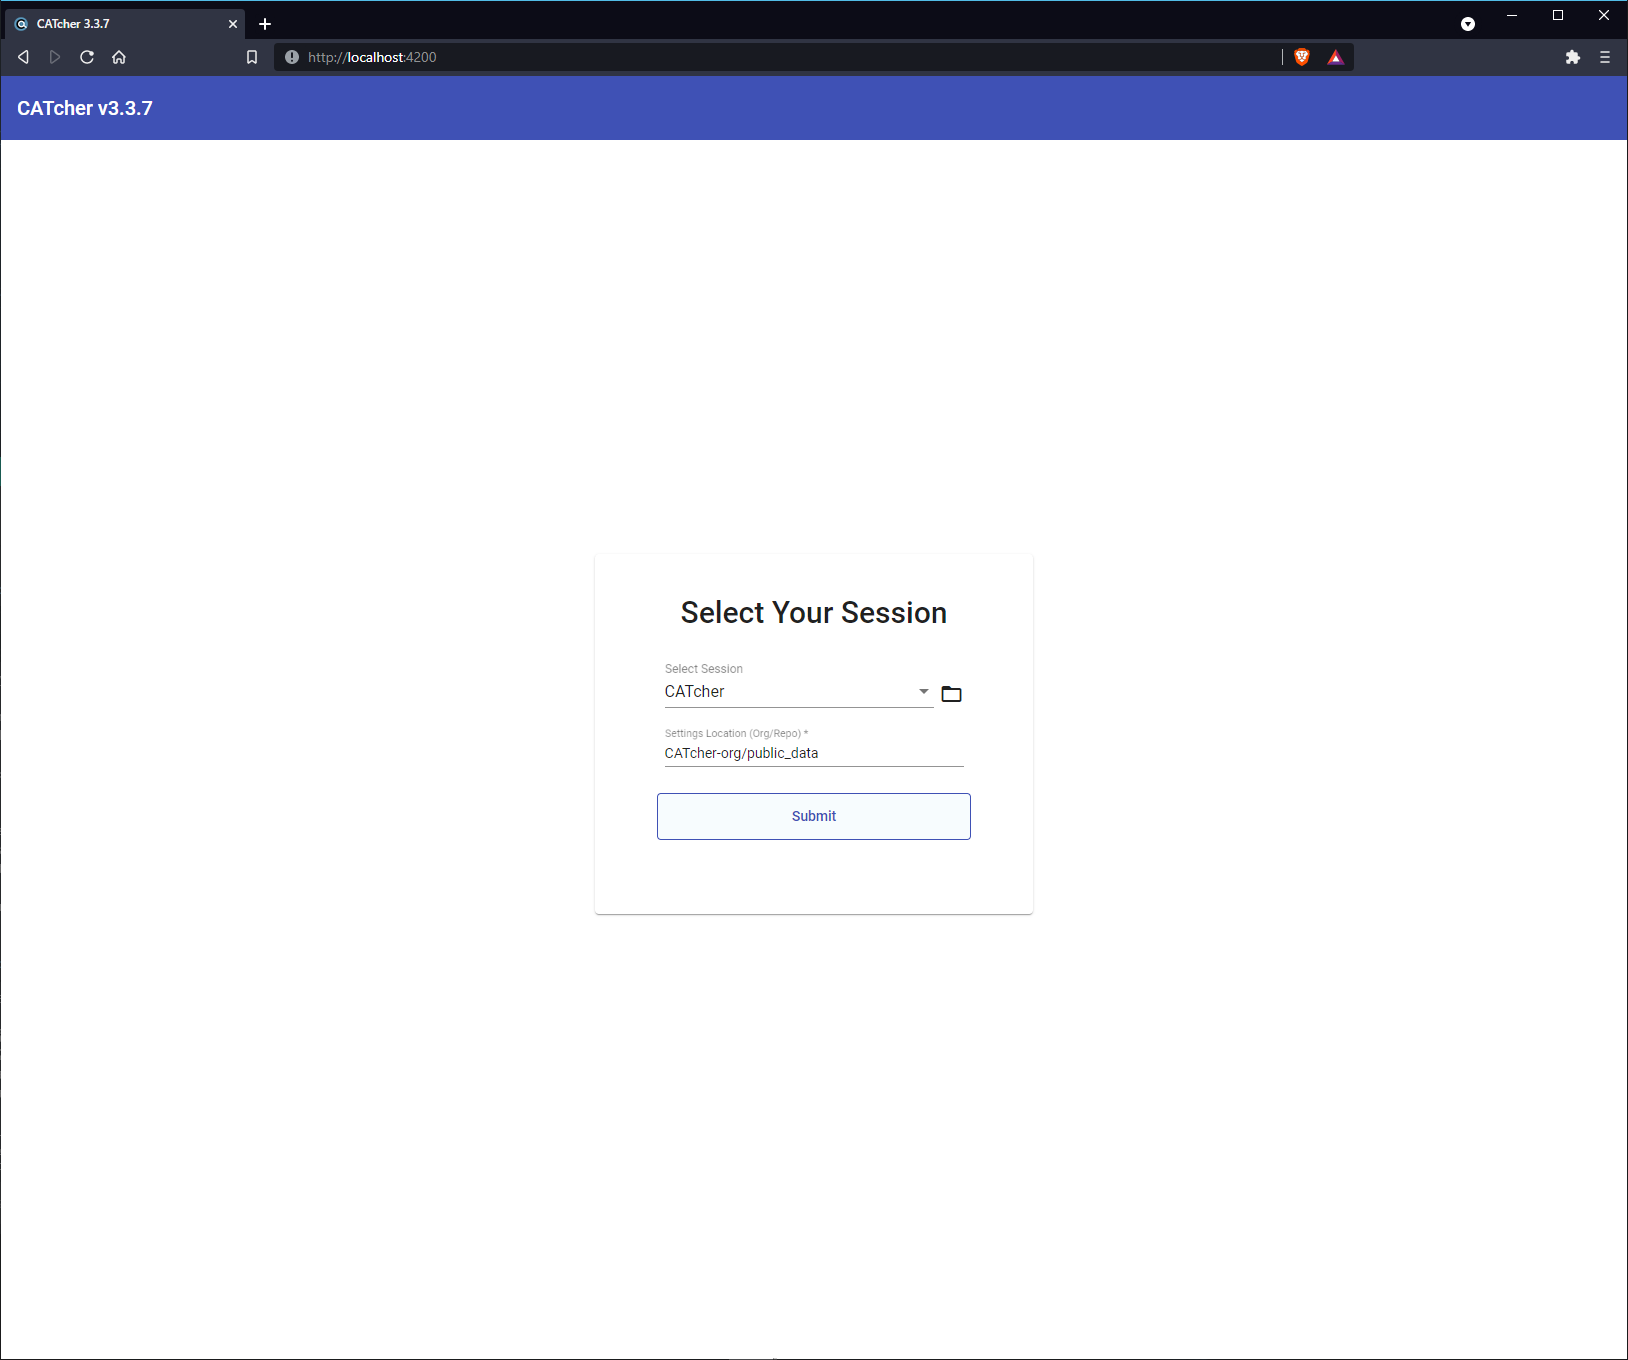 CATcher 3.3.7
http://localhost:4200
CATcher v3.3.7
Select Your Session
Select Session
CATcher
Settings Location (Org/Repo) *
CATcher-org/public_data
Submit